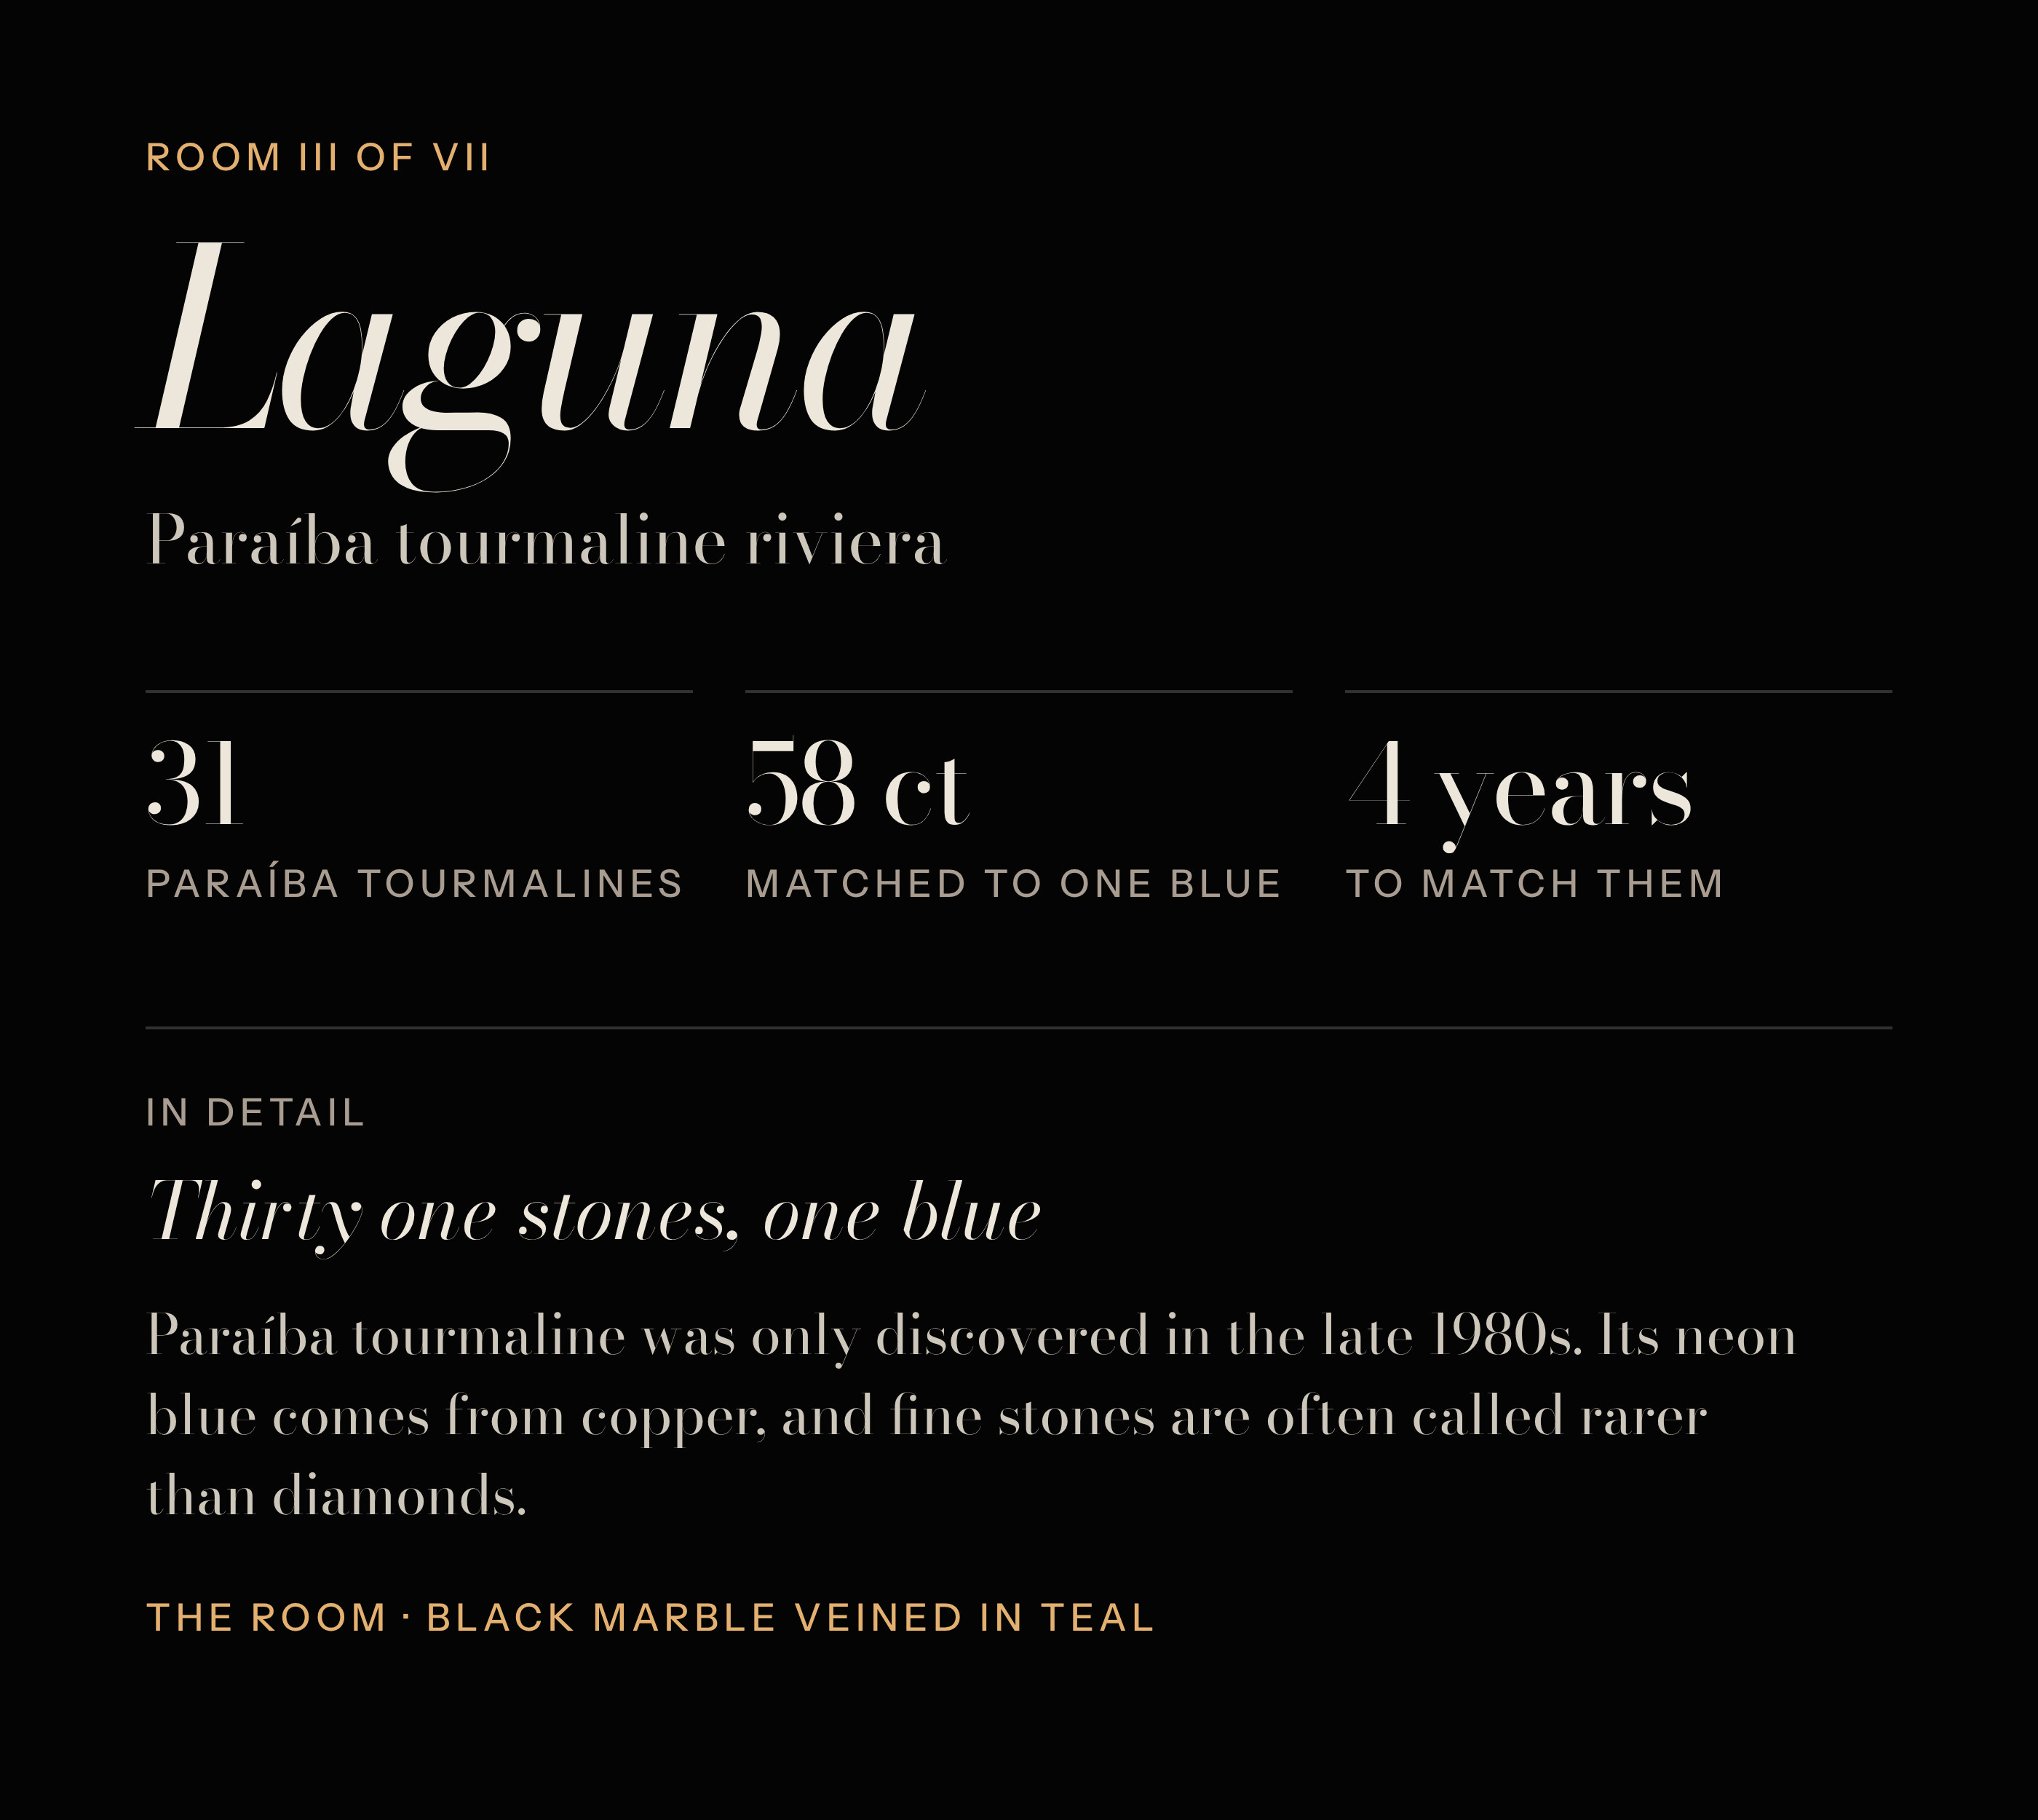 ROOM III OF VII
Laguna
Paraíba tourmaline riviera
31
PARAÍBA TOURMALINES
58 ct
MATCHED TO ONE BLUE
4 years
TO MATCH THEM
IN DETAIL
Thirty one stones, one blue
Paraíba tourmaline was only discovered in the late 1980s. Its neon
blue comes from copper, and fine stones are often called rarer
than diamonds.
THE ROOM · BLACK MARBLE VEINED IN TEAL